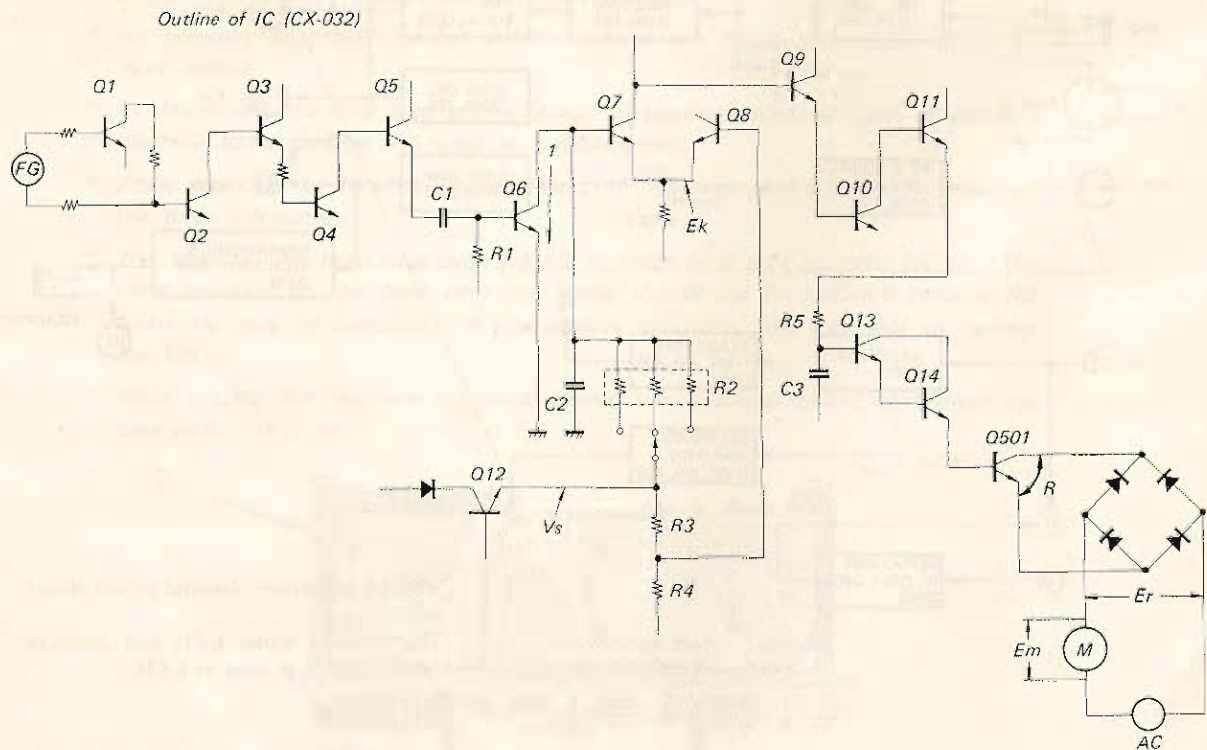 Outline of IC (CX-032)
Q9
Q1
Q3
Q5
Q7
Q8
Q11
FG
1
C1
Q6
Q10
Q2
Q4
Ek
R1
R5
Q13
C2
R2
C3
Q14
Q12
Q501
R
Vs
R3
R4
Er
Em
M
AC